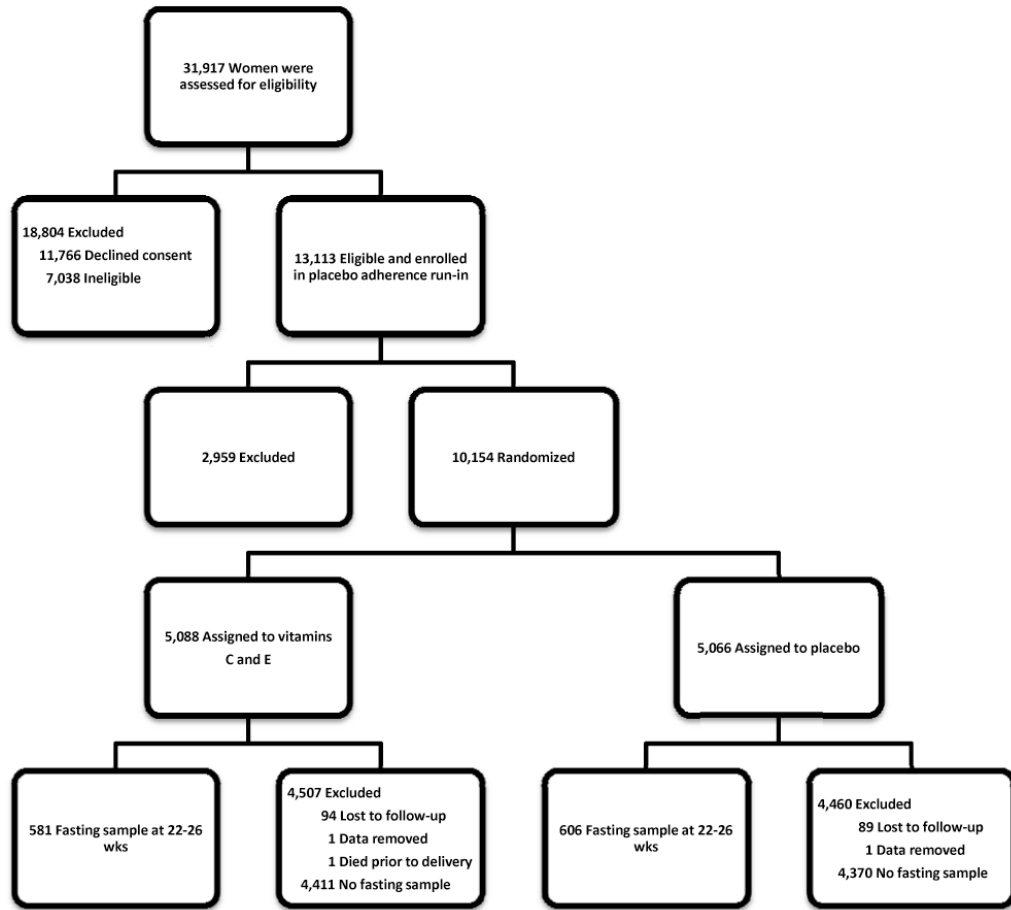 31,917 Women were
assessed for eligibility
18,804 Excluded
11,766 Declined consent
7,038 Ineligible
13,113 Eligible and enrolled
in placebo adherence run-in
2,959 Excluded
10,154 Randomized
5,088 Assigned to vitamins
C and E
5,066 Assigned to placebo
581 Fasting sample at 22-26
wks
4,507 Excluded
94 Lost to follow-up
1 Data removed
1 Died prior to delivery
4,411 No fasting sample
606 Fasting sample at 22-26
wks
4,460 Excluded
89 Lost to follow-up
1 Data removed
4,370 No fasting sample